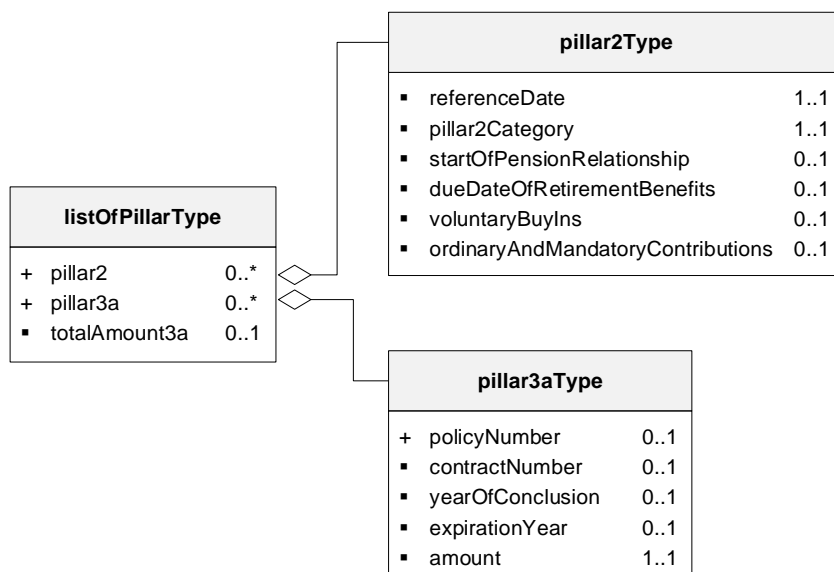 pillar2Type
▪ referenceDate 1..1
▪ pillar2Category 1..1
▪ startOfPensionRelationship 0..1
▪ dueDateOfRetirementBenefits 0..1
▪ voluntaryBuyIns 0..1
▪ ordinaryAndMandatoryContributions 0..1
listOfPillarType
+ pillar2 0..*
+ pillar3a 0..*
▪ totalAmount3a 0..1
pillar3aType
+ policyNumber 0..1
▪ contractNumber 0..1
▪ yearOfConclusion 0..1
▪ expirationYear 0..1
▪ amount 1..1